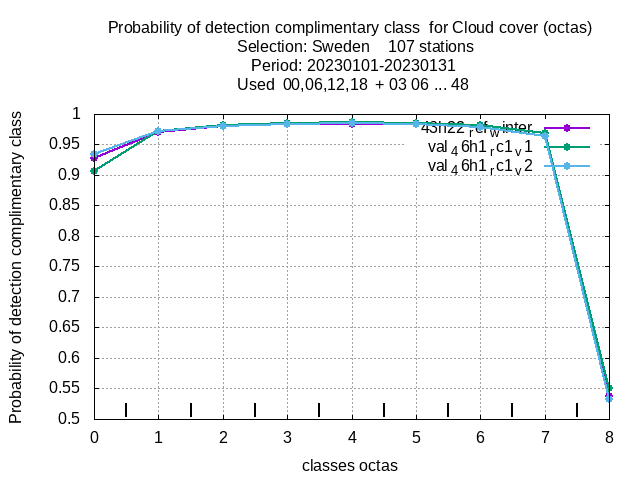 Probability of detection complimentary class  for Cloud cover (octas)
Selection: Sweden    107 stations
Period: 20230101-20230131
Used  00,06,12,18  + 03 06 ... 48
Probability of detection complimentary class
1
0.95
0.9
0.85
0.8
0.75
0.7
0.65
0.6
0.55
0.5
43h22_ref_winter
val_46h1_rc1_v1
val_46h1_rc1_v2
0 1 2 3 4 5 6 7 8
classes octas